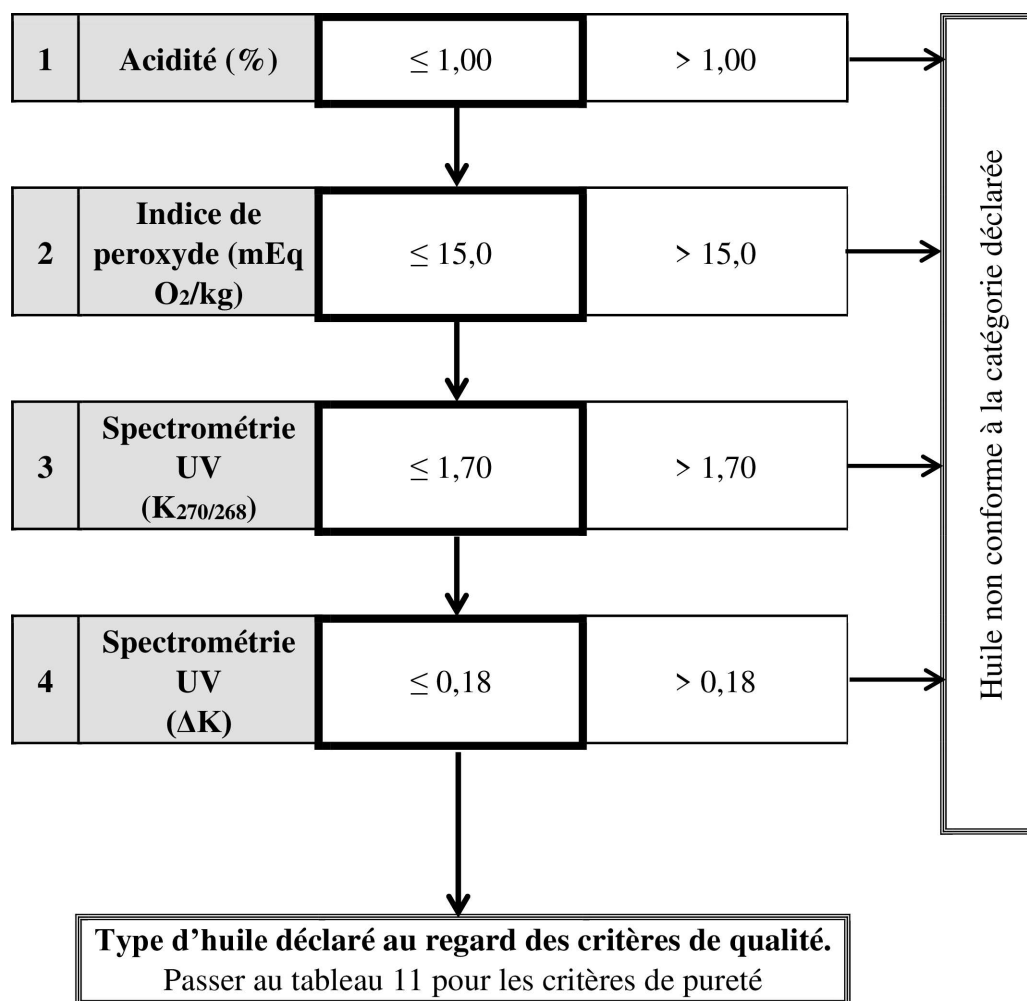 1 Acidité (%) ≤ 1,00 > 1,00
2 Indice de peroxyde (mEq O₂/kg) ≤ 15,0 > 15,0
3 Spectrométrie UV (K₂₇₀/₂₆₈) ≤ 1,70 > 1,70
4 Spectrométrie UV (ΔK) ≤ 0,18 > 0,18
Huile non conforme à la catégorie déclarée
Type d’huile déclaré au regard des critères de qualité.
Passer au tableau 11 pour les critères de pureté